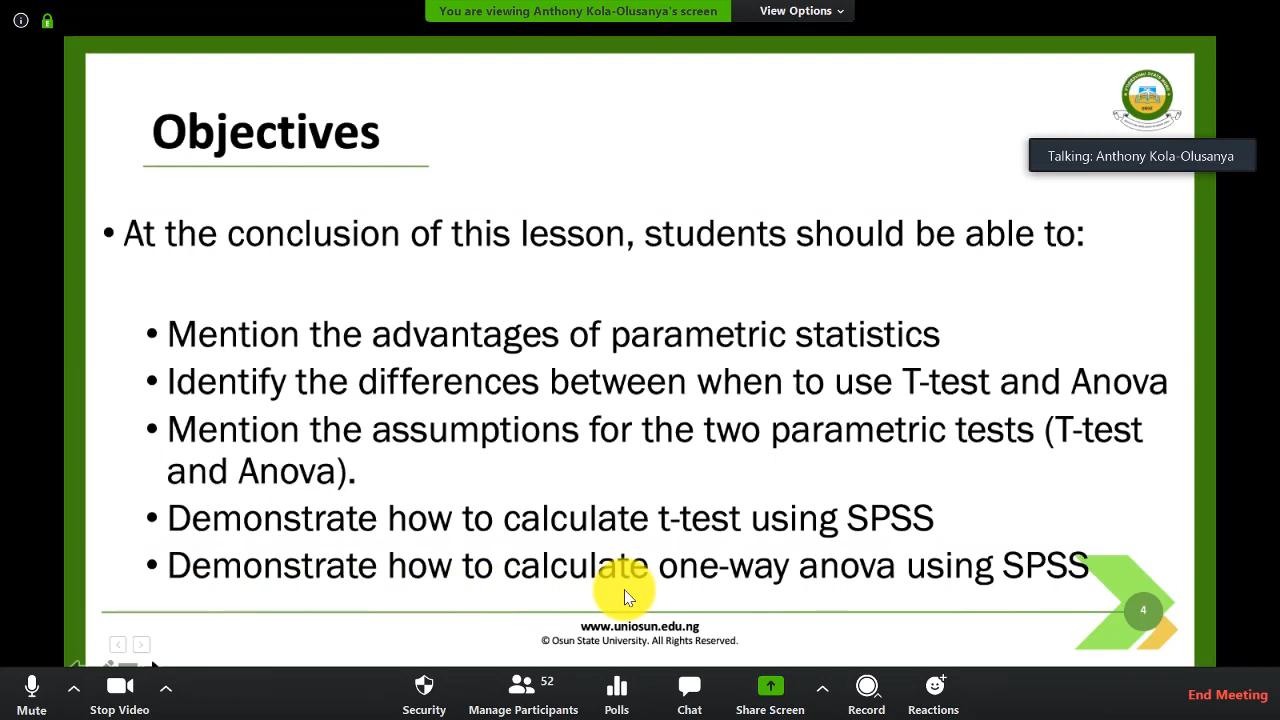 You are viewing Anthony Kola-Olusanya's screen
View Options
Objectives
Talking: Anthony Kola-Olusanya
• At the conclusion of this lesson, students should be able to:
• Mention the advantages of parametric statistics
• Identify the differences between when to use T-test and Anova
• Mention the assumptions for the two parametric tests (T-test
and Anova).
• Demonstrate how to calculate t-test using SPSS
• Demonstrate how to calculate one-way anova using SPSS
4
www.uniosun.edu.ng
© Osun State University. All Rights Reserved.
Mute
Stop Video
Security
52
Manage Participants
Polls
Chat
Share Screen
Record
Reactions
End Meeting